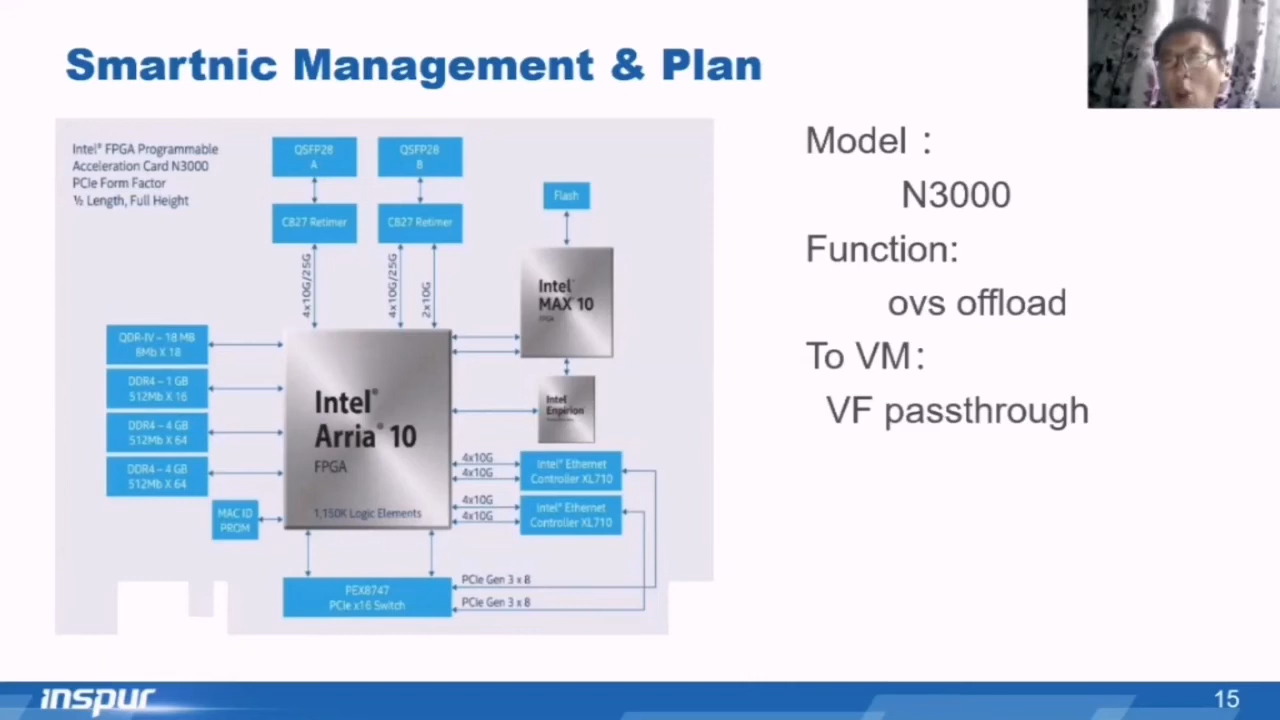 Smartnic Management & Plan
Intel® FPGA Programmable
Acceleration Card N3000
PCIe Form Factor
½ Length, Full Height
QSFP28
A
QSFP28
B
C827 Retimer
C827 Retimer
Flash
4x10G/25G
4x10G/25G
2x10G
Intel
MAX 10
FPGA
QDR-IV – 18 MB
8Mb X 18
DDR4 – 1 GB
512Mb X 16
DDR4 – 4 GB
512Mb X 64
DDR4 – 4 GB
512Mb X 64
MAC ID
PROM
Intel®
Arria® 10
FPGA
1,150K Logic Elements
Intel
Enpirion
4x10G
4x10G
Intel® Ethernet
Controller XL710
4x10G
4x10G
Intel® Ethernet
Controller XL710
PEX8747
PCIe x16 Switch
PCIe Gen 3 x 8
PCIe Gen 3 x 8
Model：
N3000
Function:
ovs offload
To VM：
VF passthrough
inspur
15